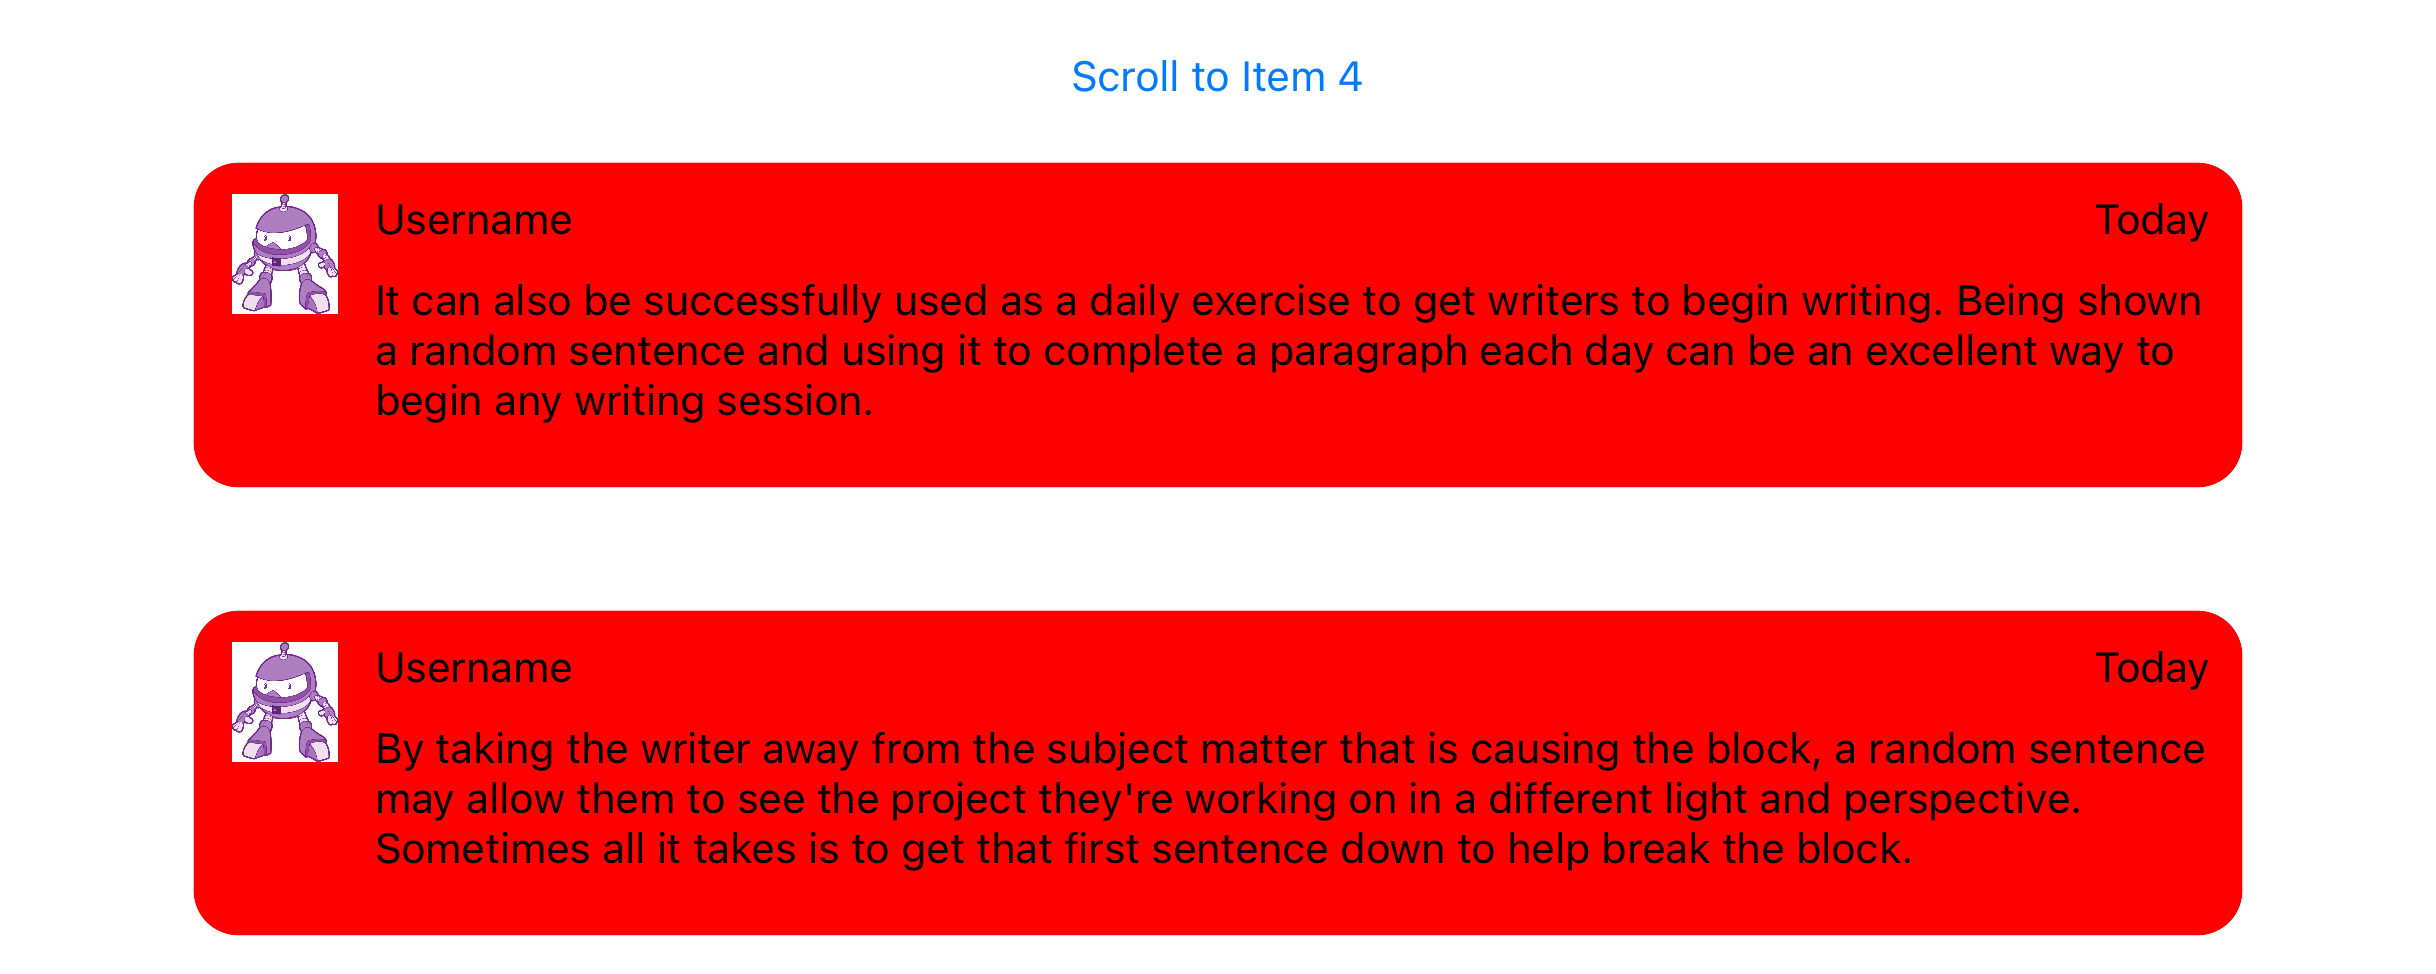 Scroll to Item 4
Username
Today
It can also be successfully used as a daily exercise to get writers to begin writing. Being shown
a random sentence and using it to complete a paragraph each day can be an excellent way to
begin any writing session.
Username
Today
By taking the writer away from the subject matter that is causing the block, a random sentence
may allow them to see the project they're working on in a different light and perspective.
Sometimes all it takes is to get that first sentence down to help break the block.